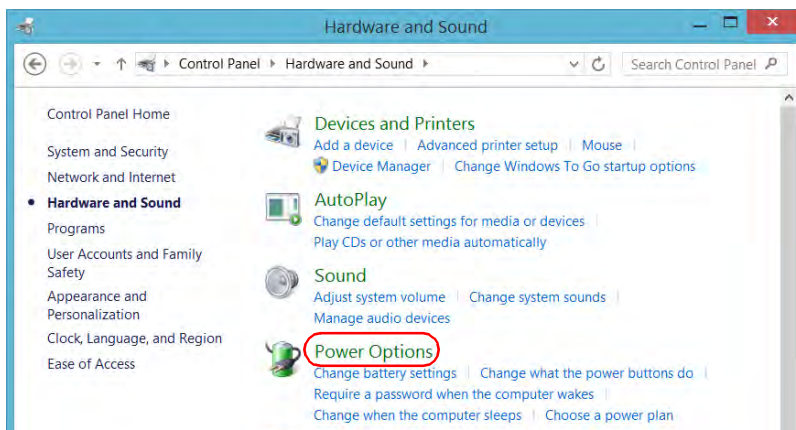 Hardware and Sound
Control Panel Hardware and Sound Search Control Panel
Control Panel Home
System and Security
Network and Internet
Hardware and Sound
Programs
User Accounts and Family
Safety
Appearance and
Personalization
Clock, Language, and Region
Ease of Access
Devices and Printers
Add a device Advanced printer setup Mouse
Device Manager Change Windows To Go startup options
AutoPlay
Change default settings for media or devices
Play CDs or other media automatically
Sound
Adjust system volume Change system sounds
Manage audio devices
Power Options
Change battery settings Change what the power buttons do
Require a password when the computer wakes
Change when the computer sleeps Choose a power plan